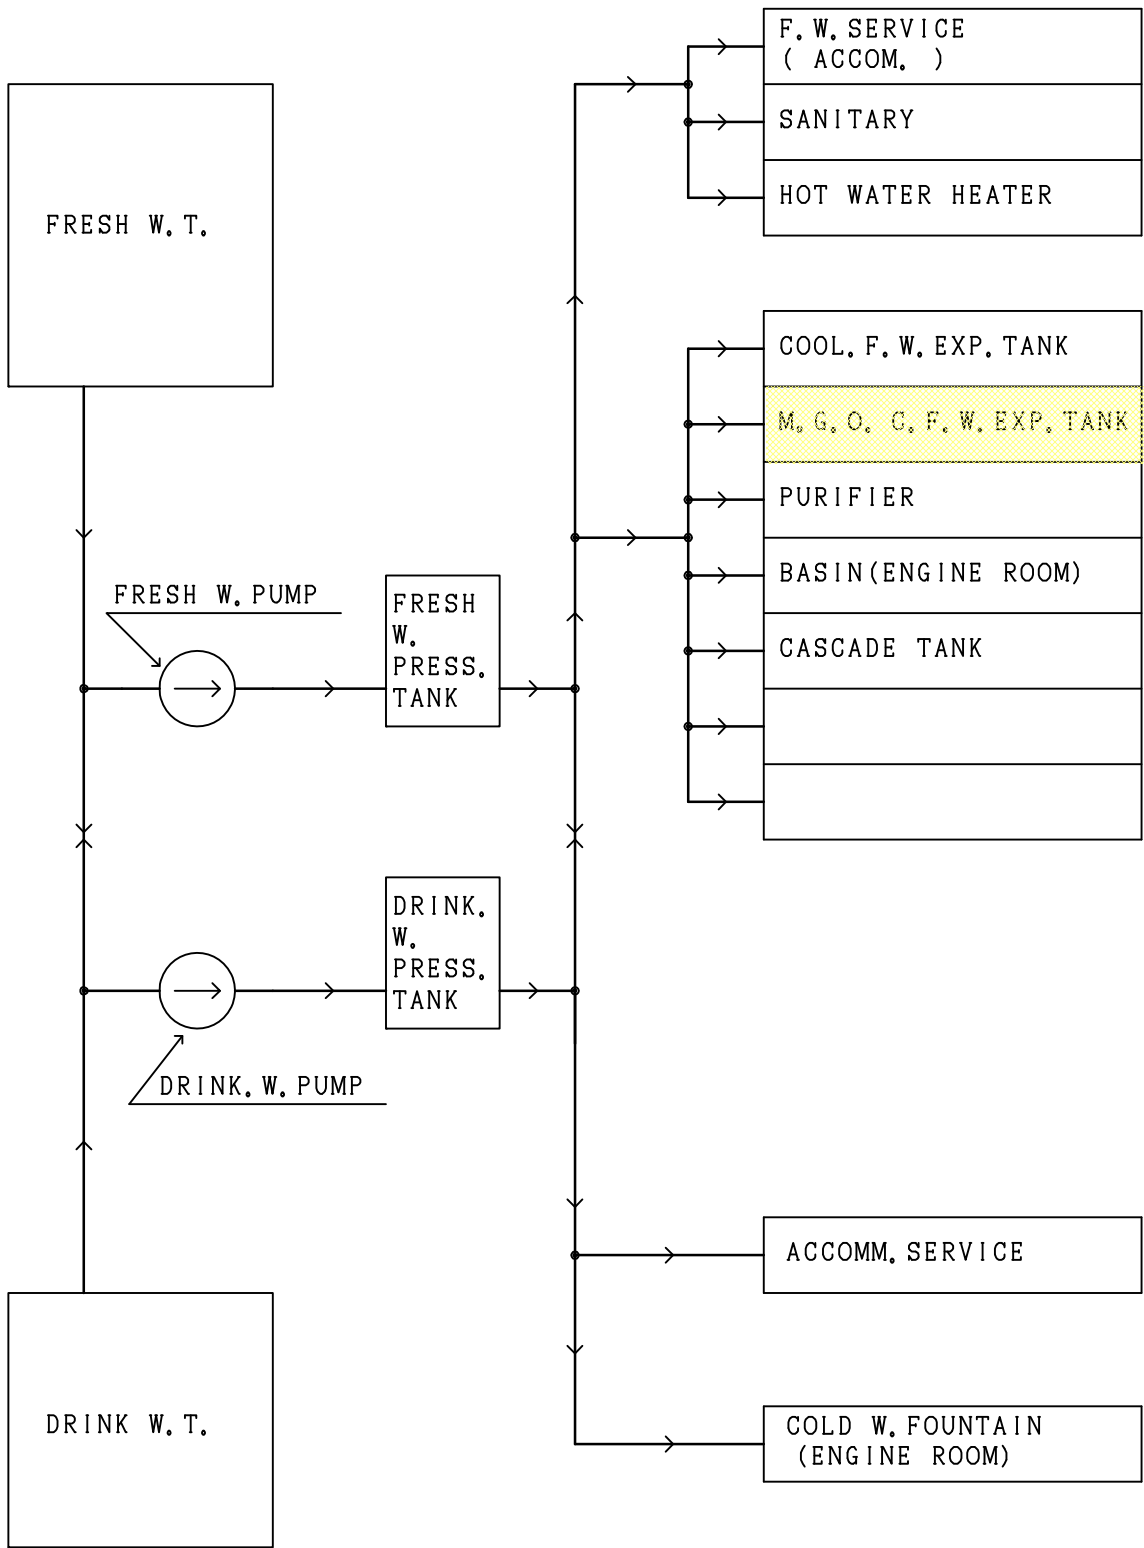 F.W.SERVICE
( ACCOM. )
SANITARY
HOT WATER HEATER
FRESH W.T.
COOL.F.W.EXP.TANK
M.G.O. C.F.W.EXP.TANK
PURIFIER
BASIN(ENGINE ROOM)
CASCADE TANK
FRESH W.PUMP
FRESH
W.
PRESS.
TANK
DRINK.
W.
PRESS.
TANK
DRINK.W.PUMP
ACCOMM.SERVICE
DRINK W.T.
COLD W.FOUNTAIN
(ENGINE ROOM)